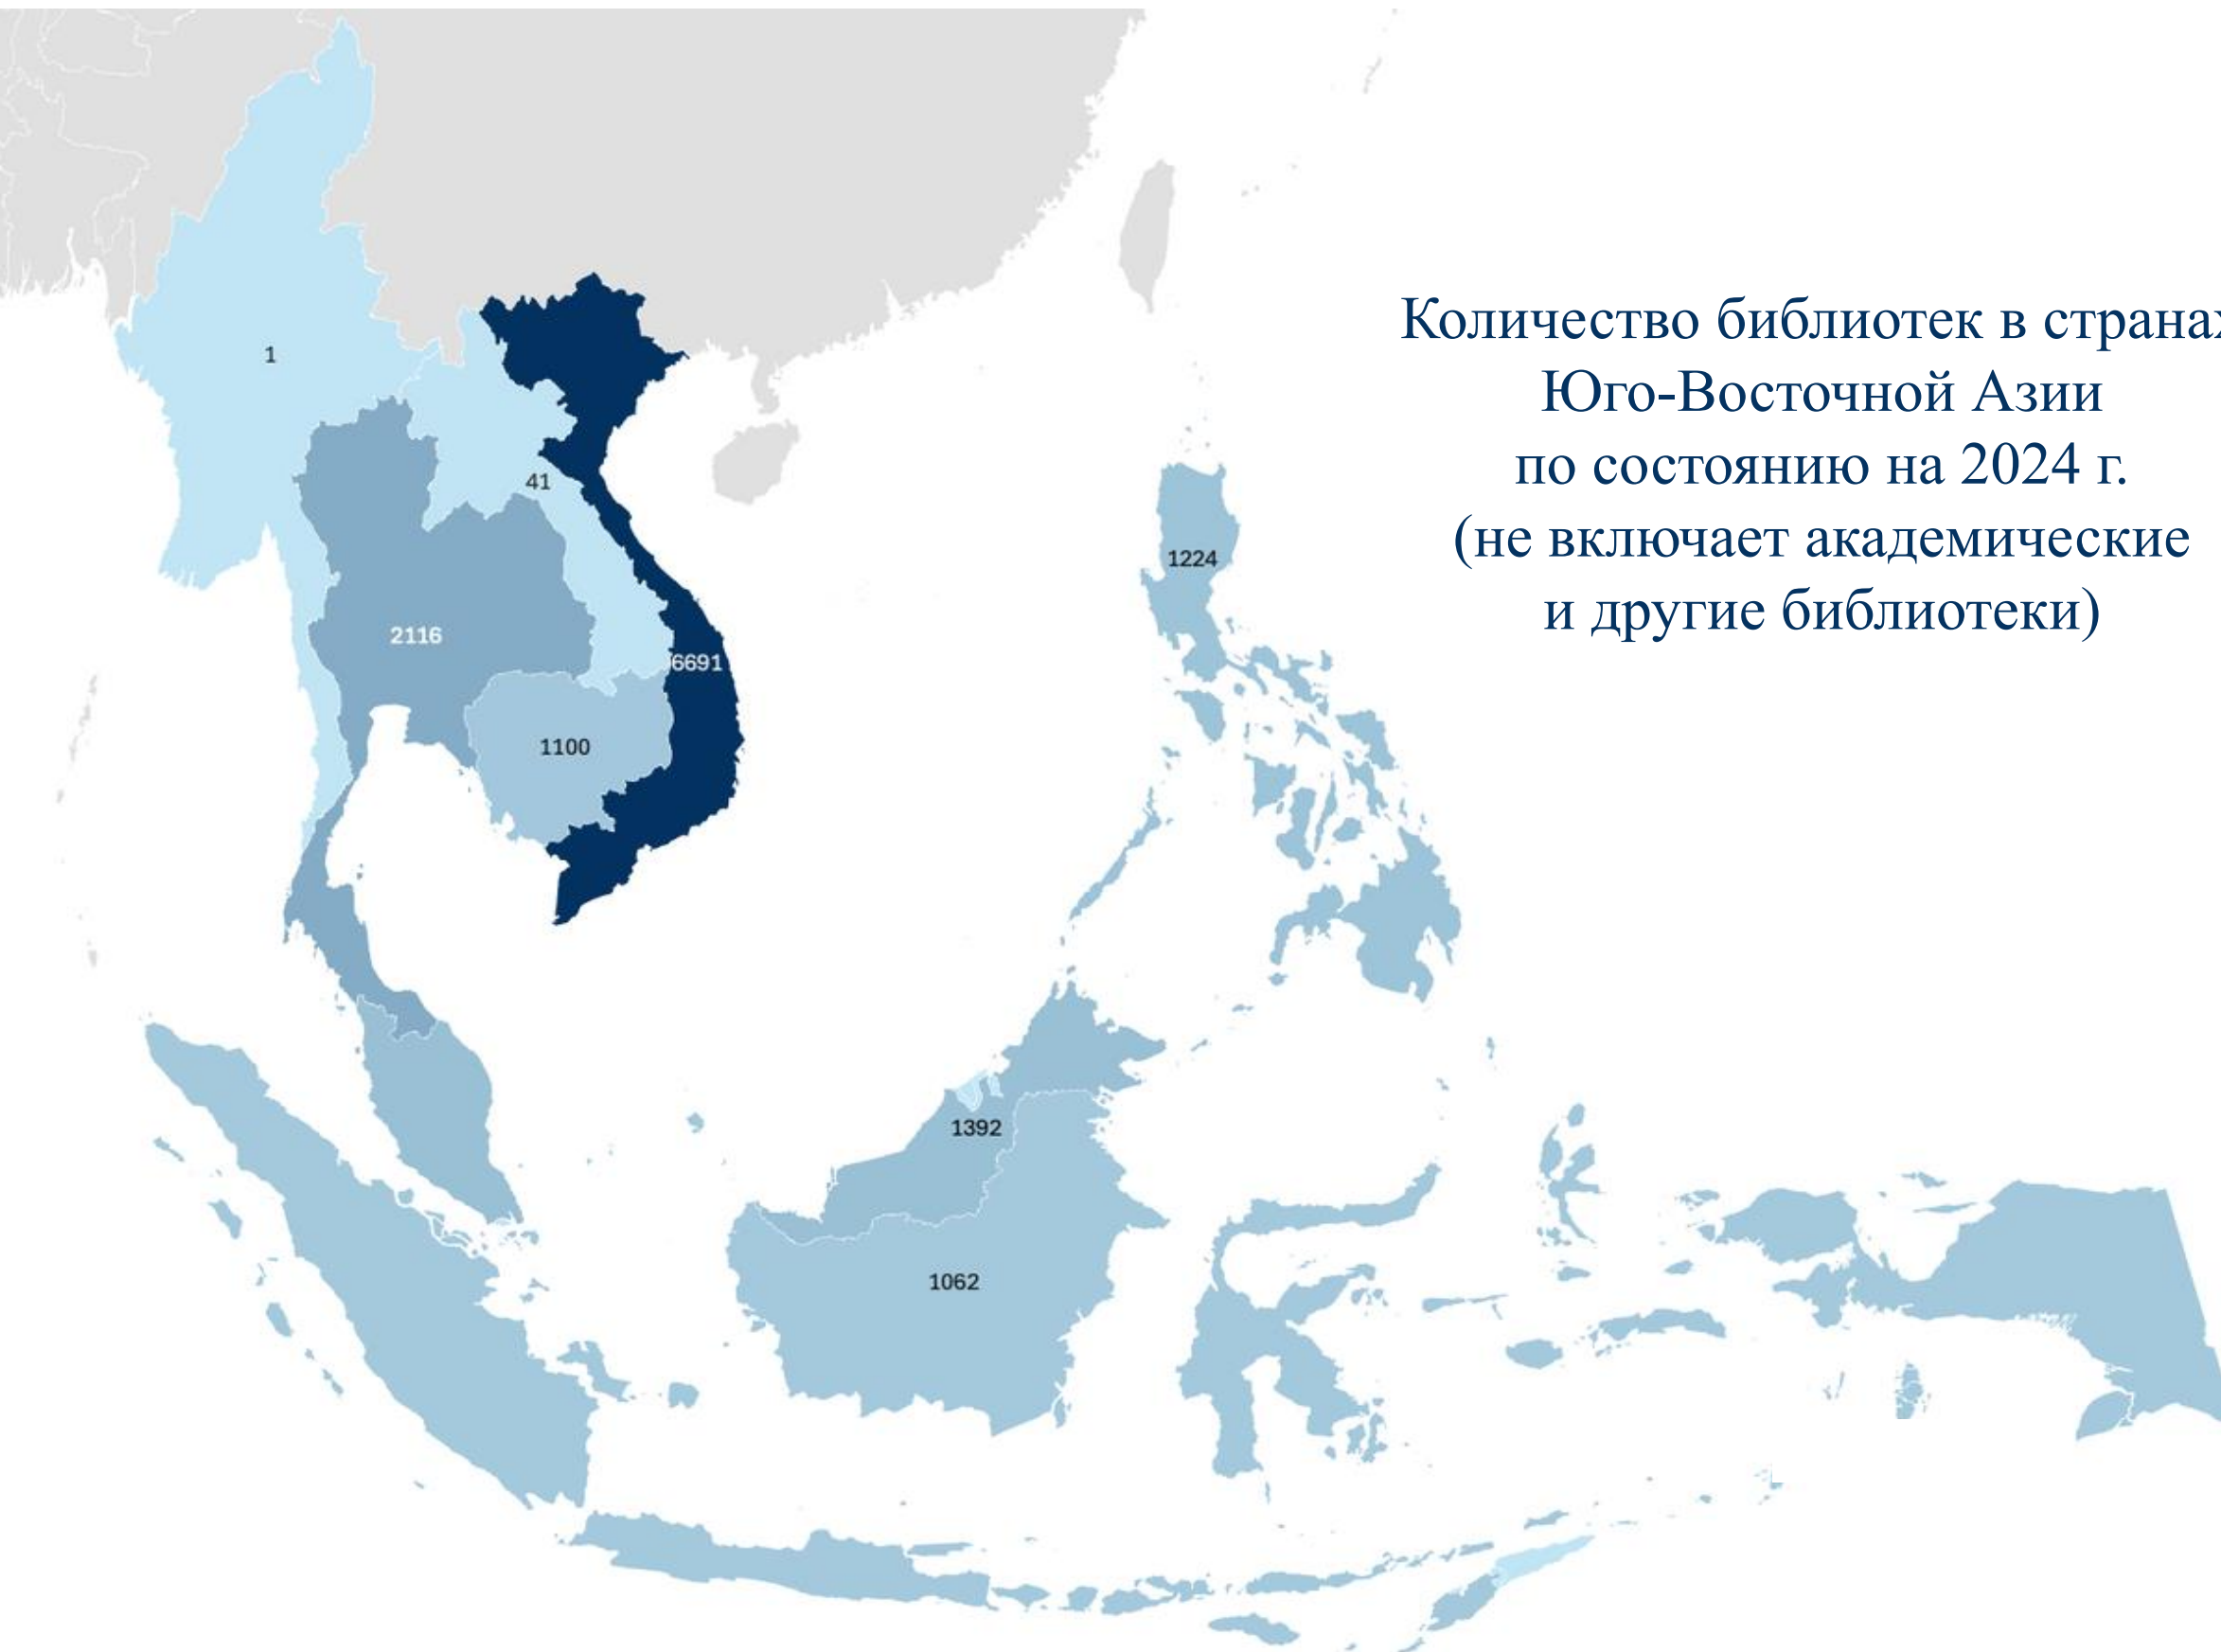 Количество библиотек в странах
Юго-Восточной Азии
по состоянию на 2024 г.
(не включает академические
и другие библиотеки)
1
41
1224
2116
6691
1100
1392
1062